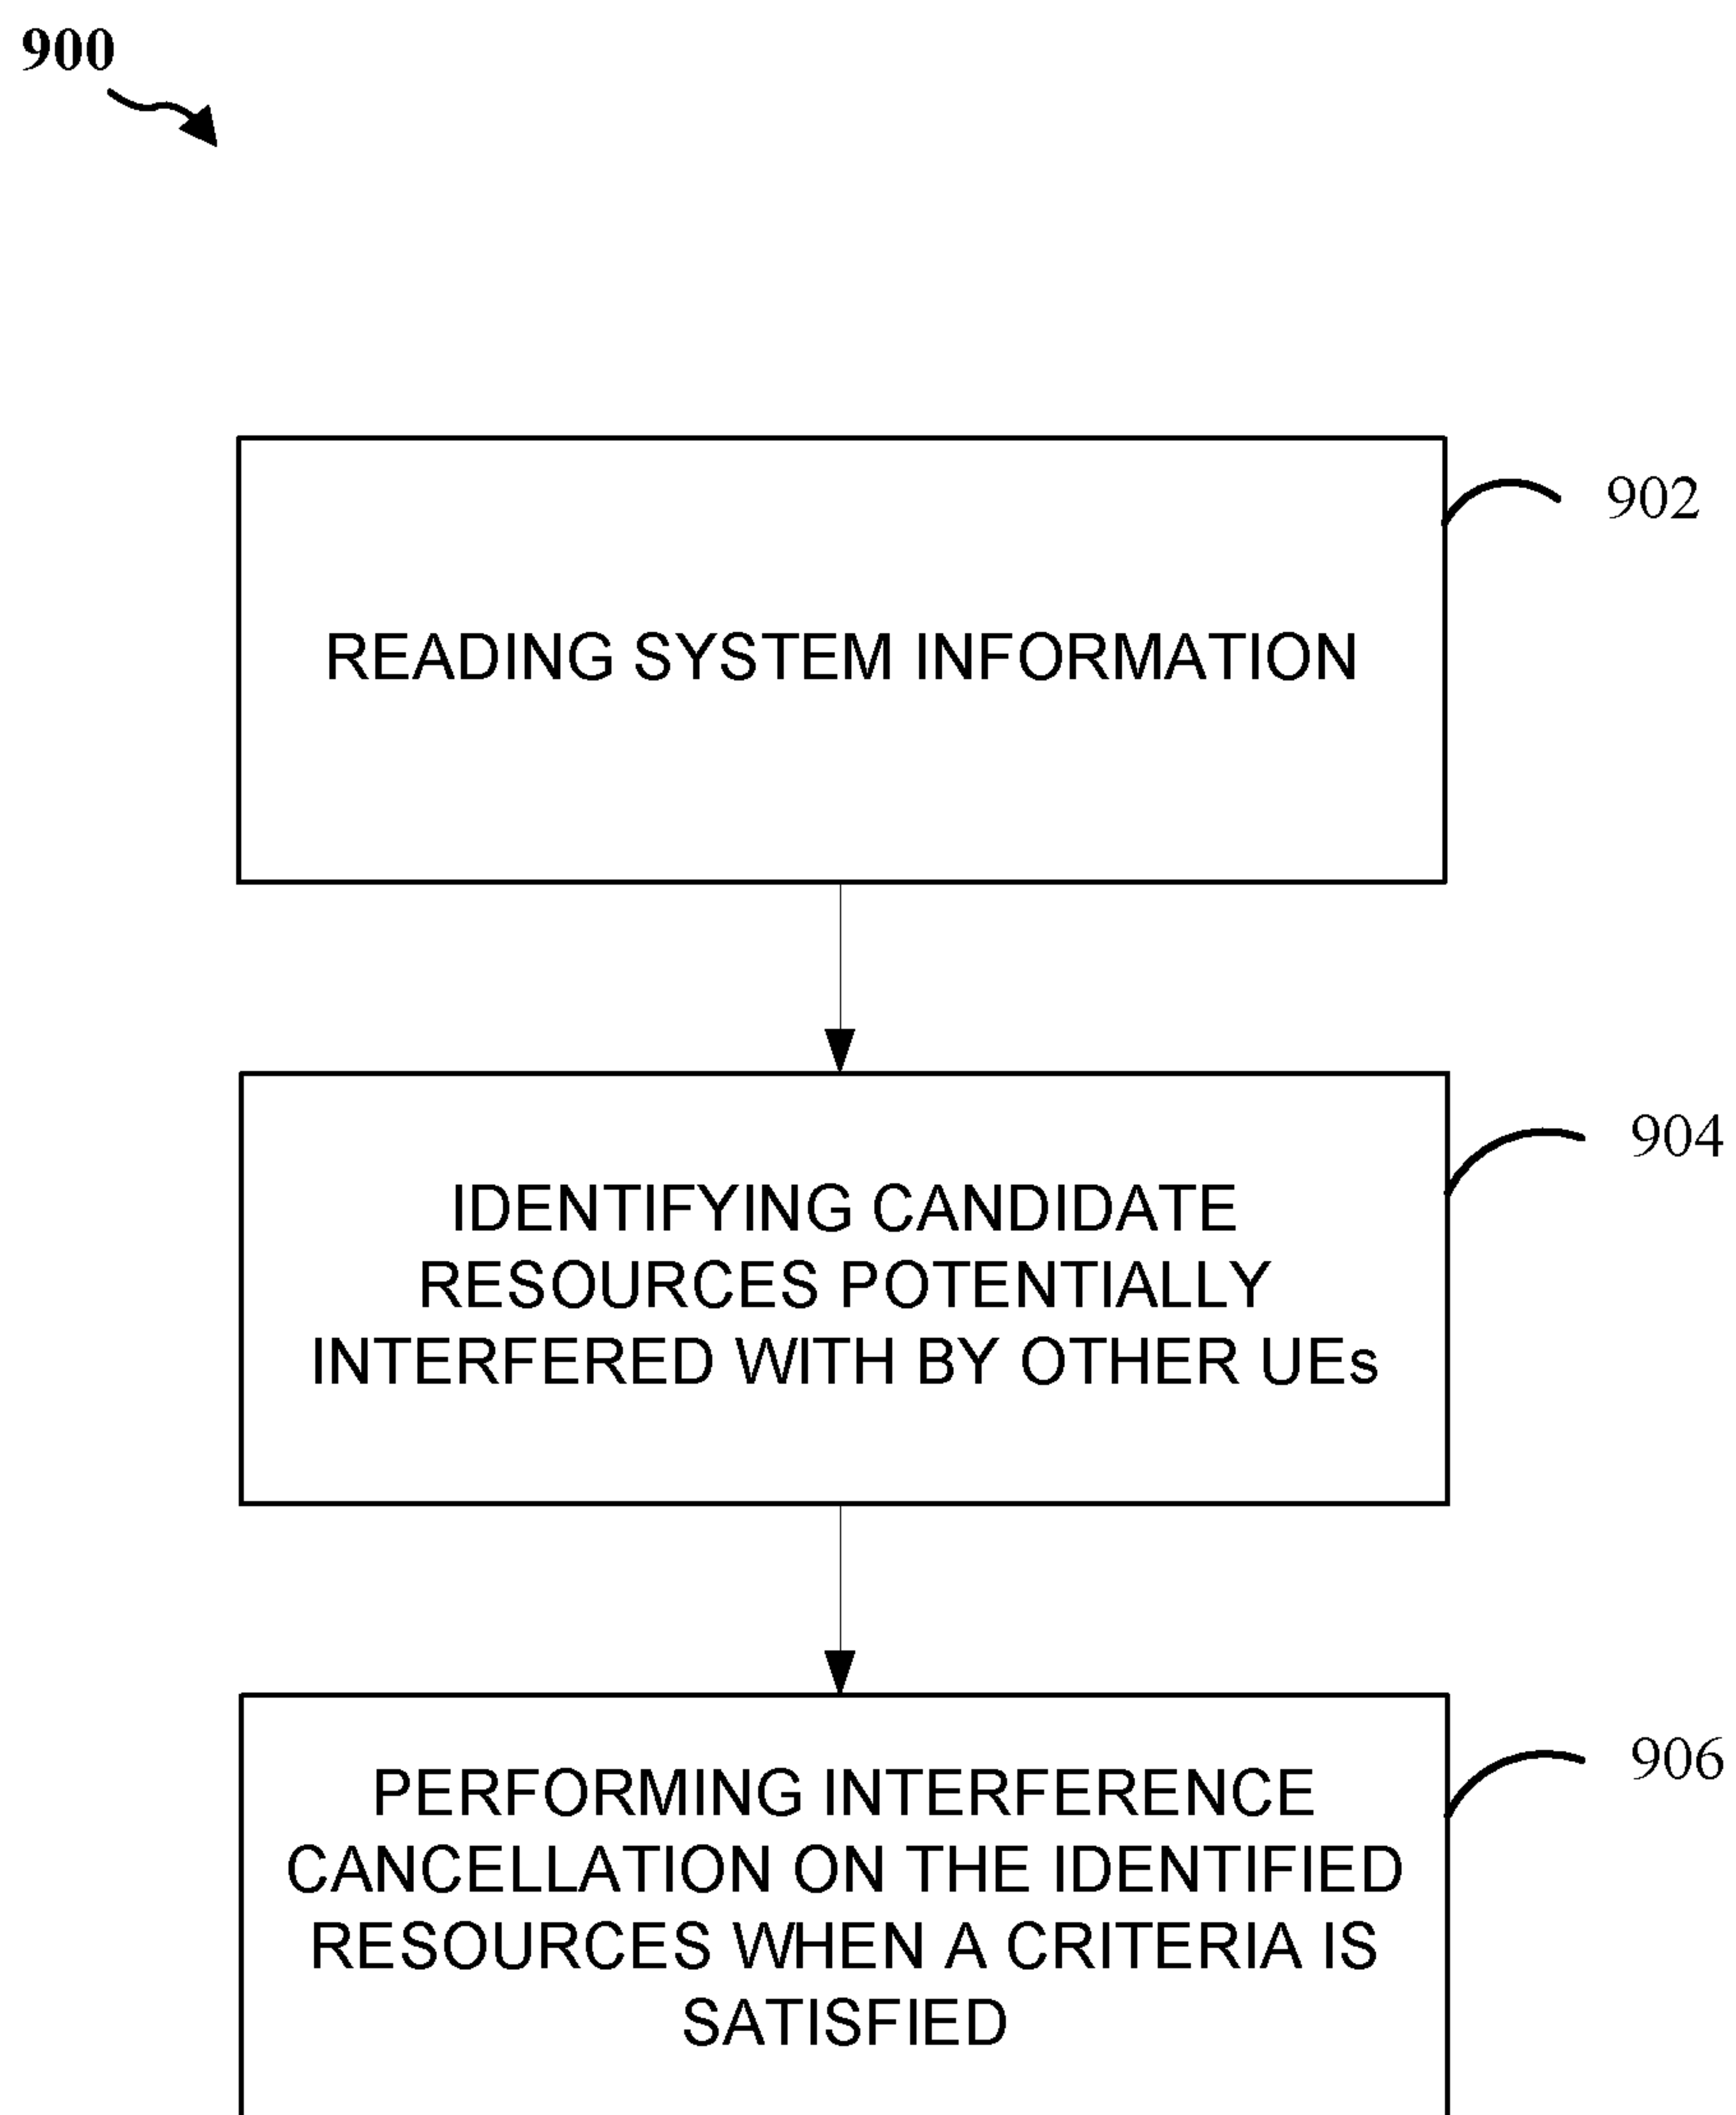 900
902
READING SYSTEM INFORMATION
904
IDENTIFYING CANDIDATE
RESOURCES POTENTIALLY
INTERFERED WITH BY OTHER UEs
906
PERFORMING INTERFERENCE
CANCELLATION ON THE IDENTIFIED
RESOURCES WHEN A CRITERIA IS
SATISFIED